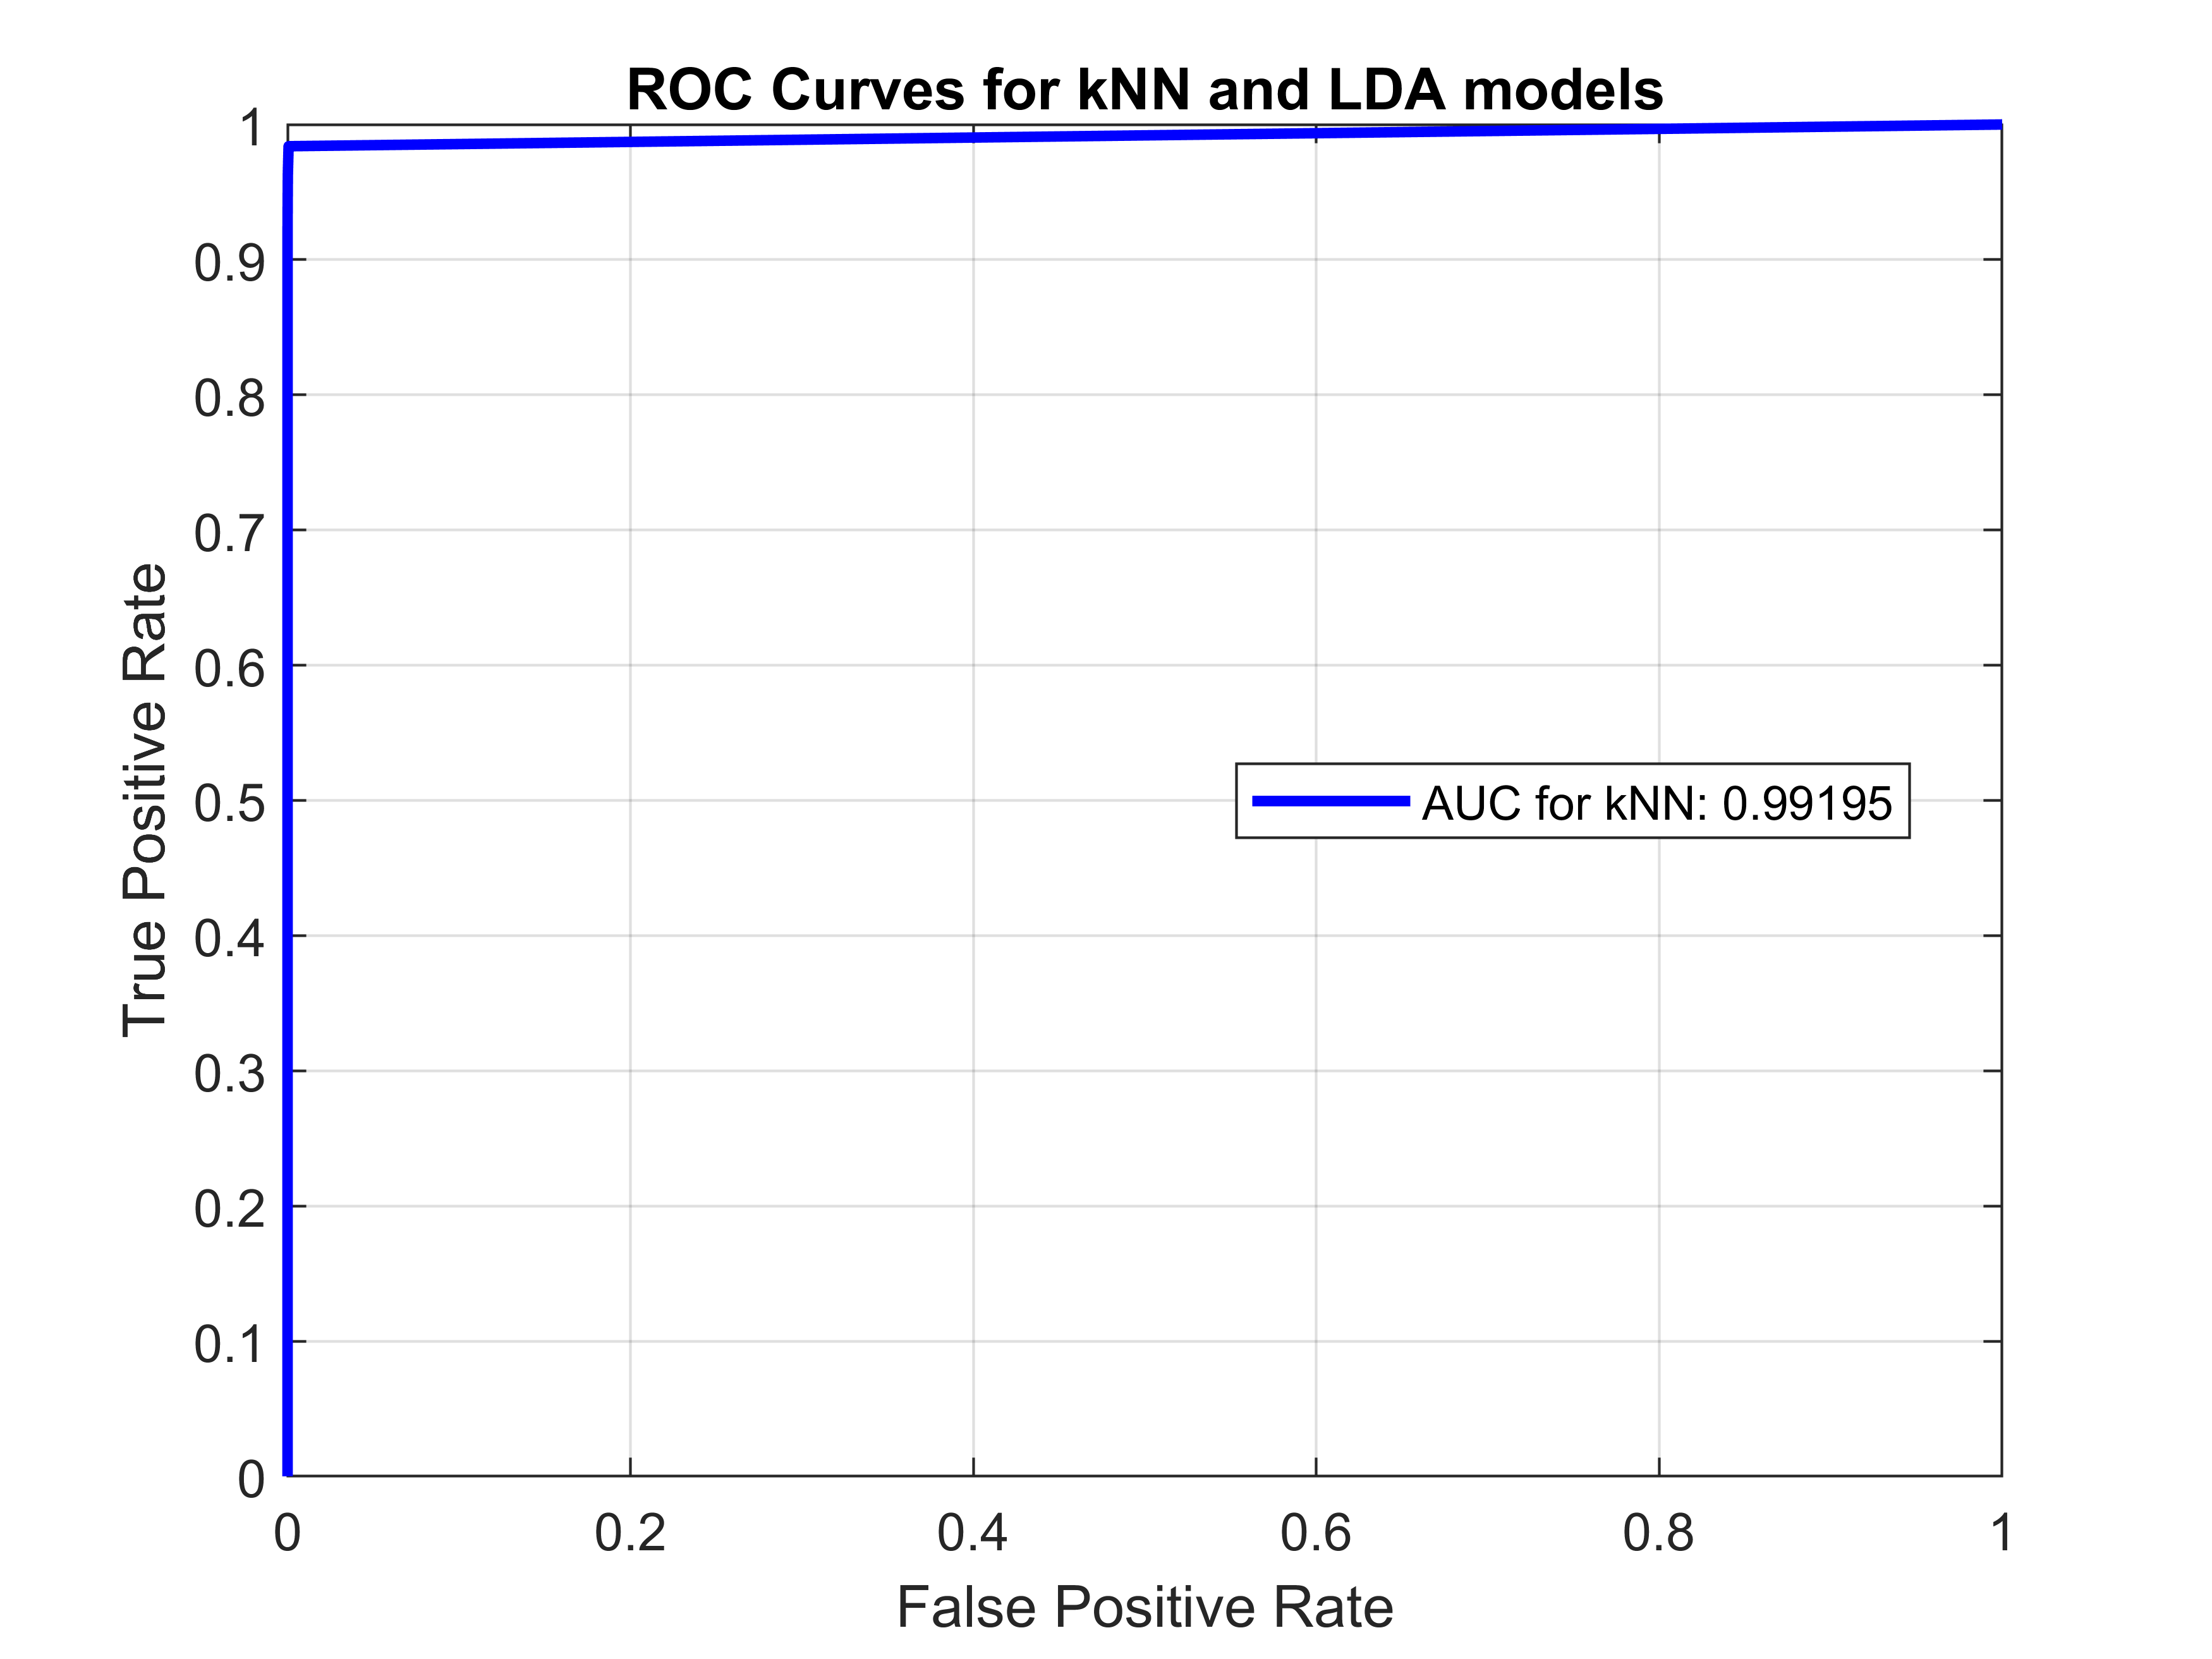 ROC Curves for kNN and LDA models
1
0.9
0.8
0.7
0.6
0.5
0.4
0.3
0.2
0.1
0
True Positive Rate
AUC for kNN: 0.99195
0 0.2 0.4 0.6 0.8 1
False Positive Rate